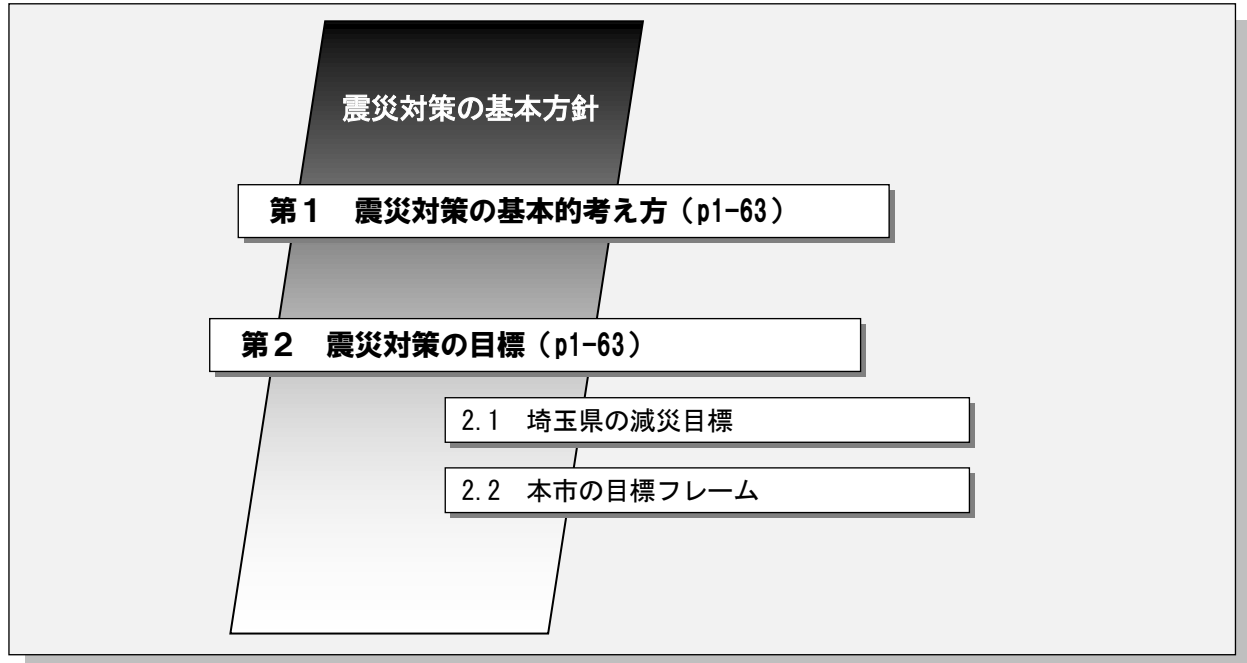 震災対策の基本方針
第１　震災対策の基本的考え方（p1-63）
第２　震災対策の目標（p1-63）
2.1　埼玉県の減災目標
2.2　本市の目標フレーム